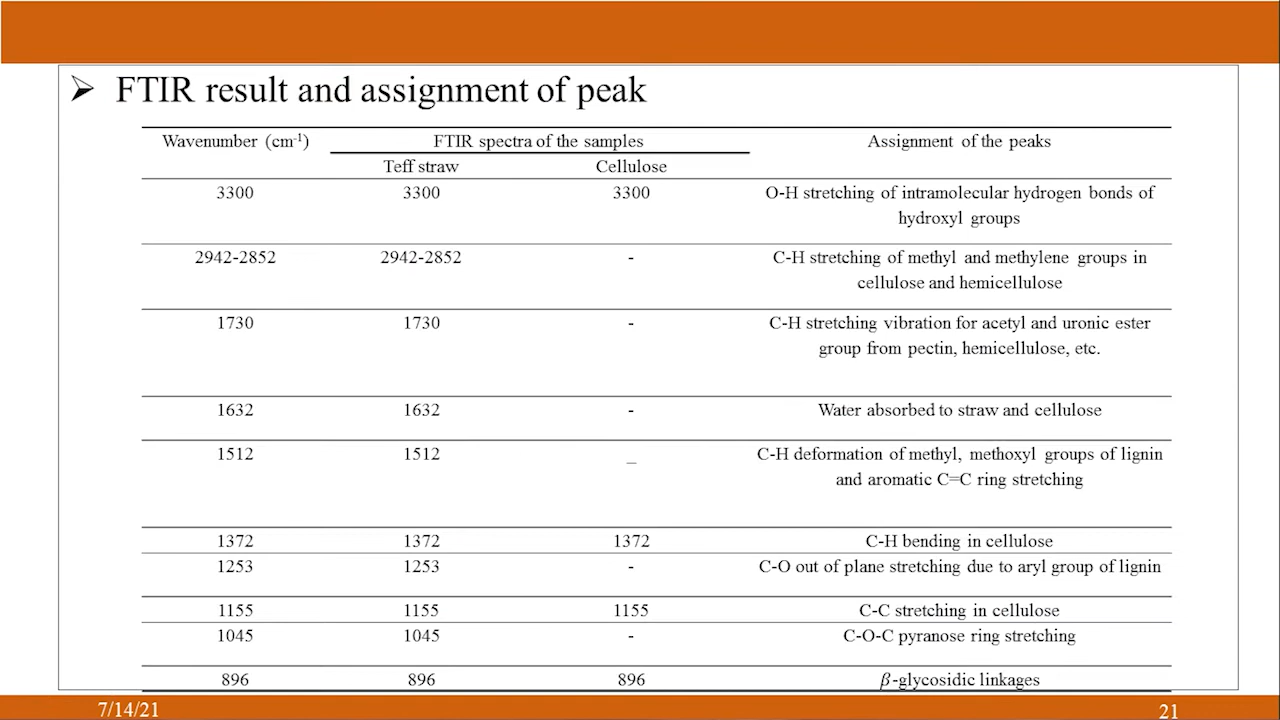 ➢ FTIR result and assignment of peak
Wavenumber (cm-1) FTIR spectra of the samples Assignment of the peaks
Teff straw Cellulose
3300 3300 3300 O-H stretching of intramolecular hydrogen bonds of
hydroxyl groups
2942-2852 2942-2852 - C-H stretching of methyl and methylene groups in
cellulose and hemicellulose
1730 1730 - C-H stretching vibration for acetyl and uronic ester
group from pectin, hemicellulose, etc.
1632 1632 - Water absorbed to straw and cellulose
1512 1512 _ C-H deformation of methyl, methoxyl groups of lignin
and aromatic C=C ring stretching
1372 1372 1372 C-H bending in cellulose
1253 1253 - C-O out of plane stretching due to aryl group of lignin
1155 1155 1155 C-C stretching in cellulose
1045 1045 - C-O-C pyranose ring stretching
896 896 896 β-glycosidic linkages
7/14/21 21